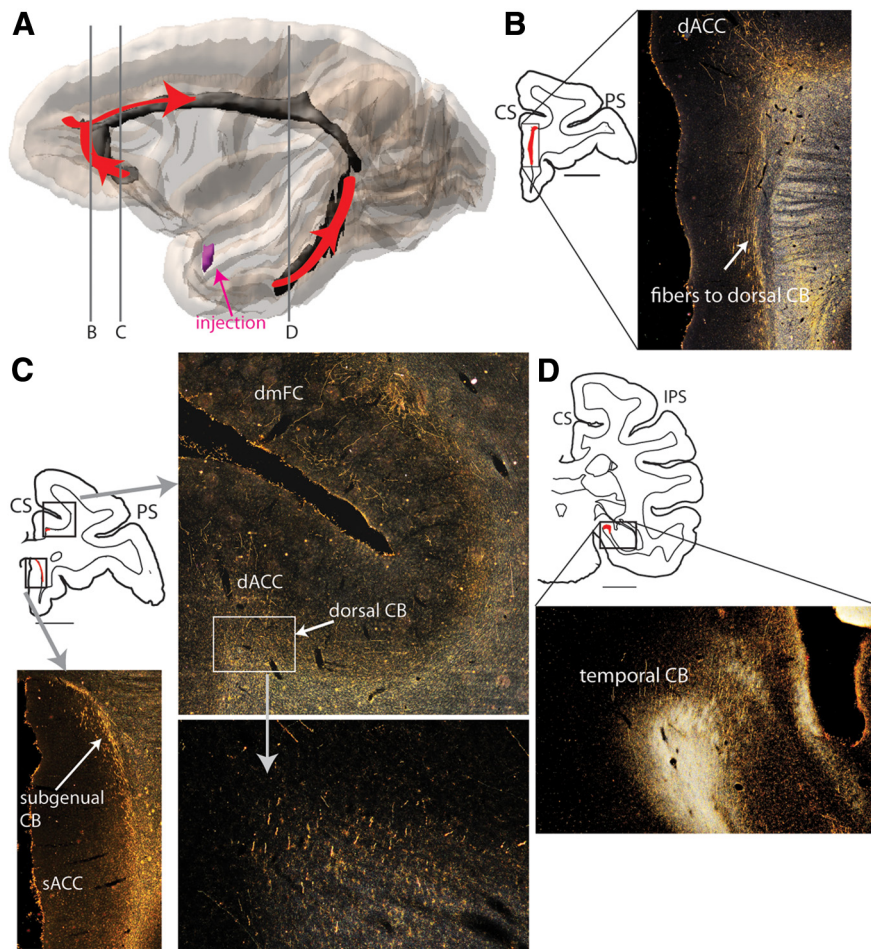 A
B
C
D
injection
B
dACC
CS
PS
fibers to dorsal CB
C
CS
PS
dmFC
dACC
dorsal CB
subgenual
CB
sACC
D
CS
IPS
temporal CB